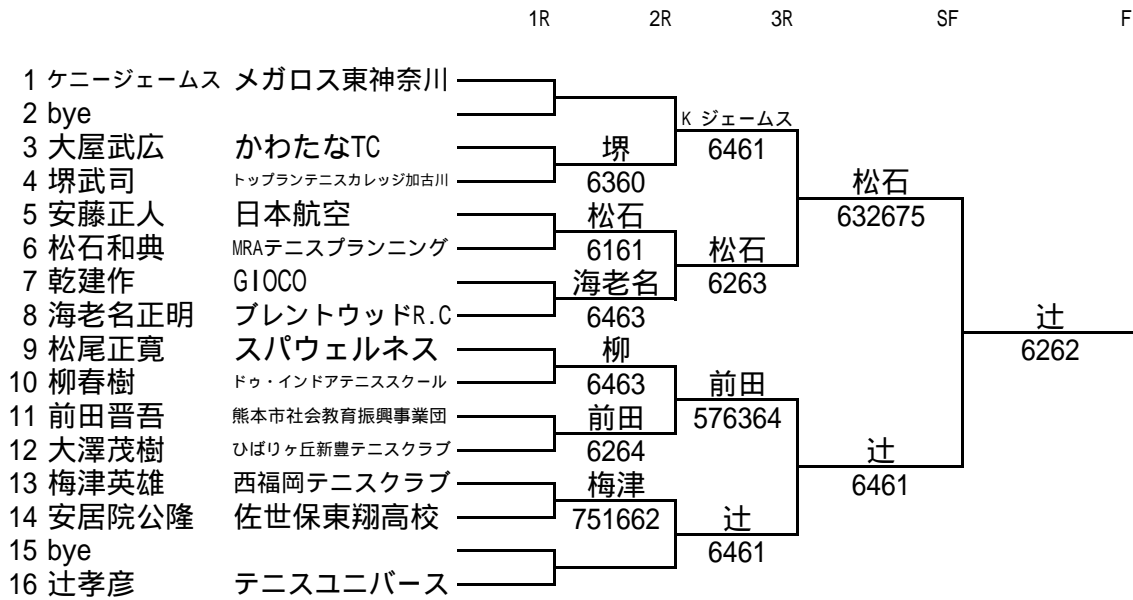 1R 2R 3R SF F
1 ケニージェームス メガロス東神奈川
2 bye
K ジェームス
3 大屋武広 かわたなTC 堺 6461
4 堺武司 トップランテニスカレッジ加古川 6360 松石
5 安藤正人 日本航空 松石 632675
6 松石和典 MRAテニスプランニング 6161 松石
7 乾建作 GIOCO 海老名 6263
8 海老名正明 ブレントウッドR.C 6463 辻
9 松尾正寛 スパウェルネス 柳 6262
10 柳春樹 ドゥ・インドアテニススクール 6463 前田
11 前田晋吾 熊本市社会教育振興事業団 前田 576364
12 大澤茂樹 ひばりヶ丘新豊テニスクラブ 6264 辻
13 梅津英雄 西福岡テニスクラブ 梅津 6461
14 安居院公隆 佐世保東翔高校 751662 辻
15 bye 6461
16 辻孝彦 テニスユニバース